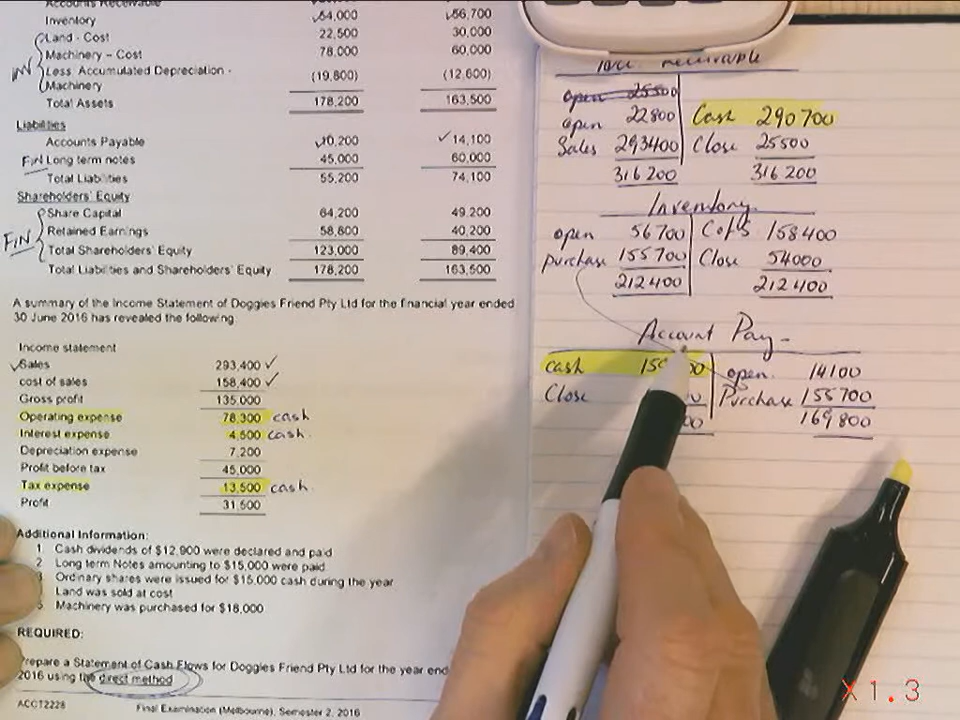 Accounts Receivable
Inventory 54,000 56,700
Land - Cost 22,500 30,000
Machinery – Cost 78,000 60,000
Less Accumulated Depreciation - (19,800) (12,600)
Machinery
Total Assets 178,200 163,500
Liabilities
Accounts Payable 10,200 ✓14,100
FIN Long term notes 45,000 60,000
Total Liabilities 55,200 74,100
Shareholders' Equity
Share Capital 64,200 49,200
FIN Retained Earnings 58,800 40,200
Total Shareholders' Equity 123,000 89,400
Total Liabilities and Shareholders' Equity 178,200 163,500
A summary of the Income Statement of Doggies Friend Pty Ltd for the financial year ended
30 June 2016 has revealed the following:
Income statement
✓Sales 293,400 ✓
cost of sales 158,400 ✓
Gross profit 135,000
Operating expense 78,300 cash
Interest expense 4,500 cash
Depreciation expense 7,200
Profit before tax 45,000
Tax expense 13,500 cash
Profit 31,500
Additional Information:
1. Cash dividends of $12,900 were declared and paid
2. Long term Notes amounting to $15,000 were paid
3. Ordinary shares were issued for $15,000 cash during the year
Land was sold at cost
Machinery was purchased for $18,000
REQUIRED:
Prepare a Statement of Cash Flows for Doggies Friend Pty Ltd for the year end
2016 using the direct method
ACCT2228 Final Examination (Melbourne), Semester 2, 2016
receivable
open 25500
open 22800 Cash 290700
Sales 293400 Close 25500
316200 316200
Inventory
open 56700 CofS 158400
purchase 155700 Close 54000
212400 212400
Account Pay-
cash open 14100
Close Purchase 155700
169800
X1.3